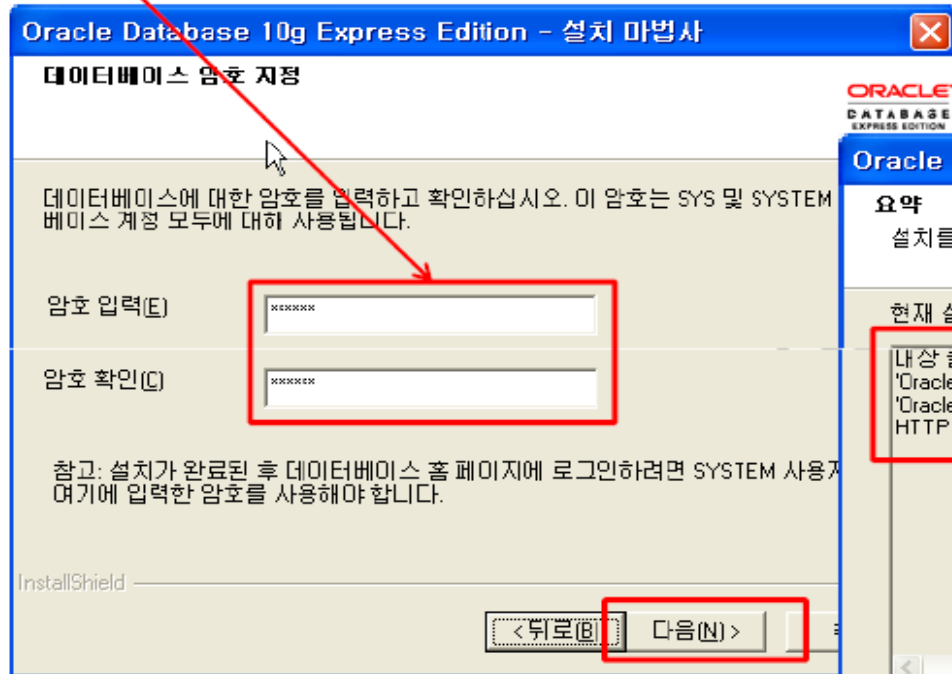 Oracle Database 10g Express Edition - 설치 마법사
데이터베이스 암호 지정
ORACLE
DATABASE
EXPRESS EDITION
데이터베이스에 대한 암호를 입력하고 확인하십시오. 이 암호는 SYS 및 SYSTEM
베이스 계정 모두에 대해 사용됩니다.
암호 입력(E)
******
암호 확인(C)
******
참고: 설치가 완료된 후 데이터베이스 홈 페이지에 로그인하려면 SYSTEM 사용자
여기에 입력한 암호를 사용해야 합니다.
InstallShield
<뒤로(B)
다음(N)>
Oracle
요약
설치를
현재
'Oracle
'Oracle
HTTP